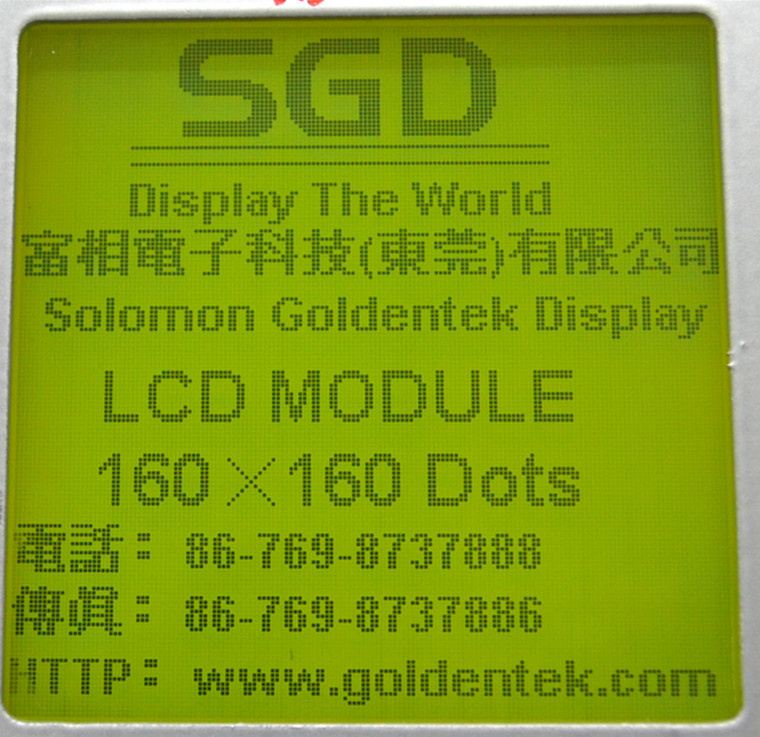 SGD
Display The World
富相電子科技(東莞)有限公司
Solomon Goldentek Display
LCD MODULE
160×160 Dots
電話: 86-769-8737888
傳真: 86-769-8737886
HTTP: www.goldentek.com